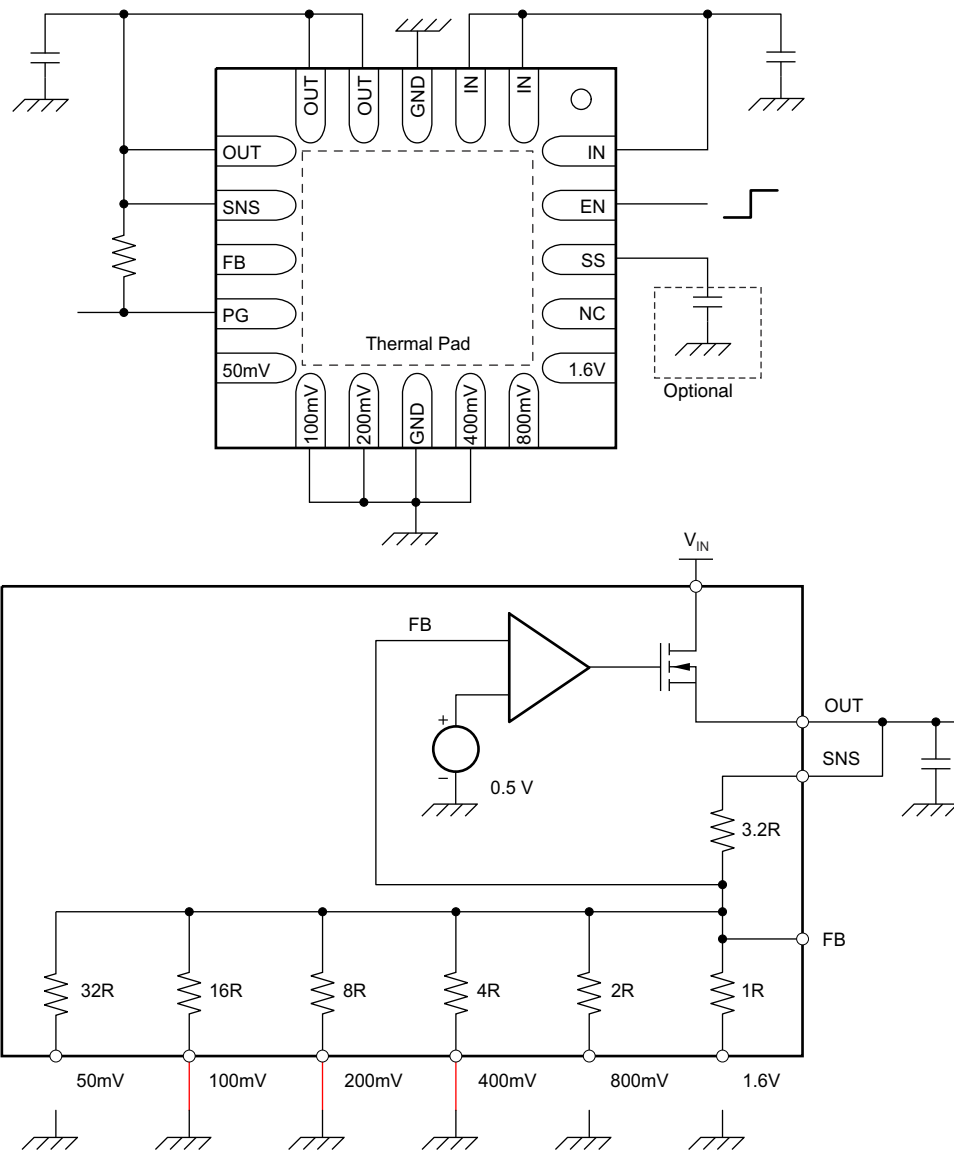 OUT
OUT
GND
IN
IN
OUT
IN
SNS
EN
FB
SS
PG
NC
Thermal Pad
50mV
1.6V
Optional
100mV
200mV
GND
400mV
800mV
VIN
FB
OUT
+
SNS
−
0.5 V
3.2R
FB
32R
16R
8R
4R
2R
1R
50mV
100mV
200mV
400mV
800mV
1.6V